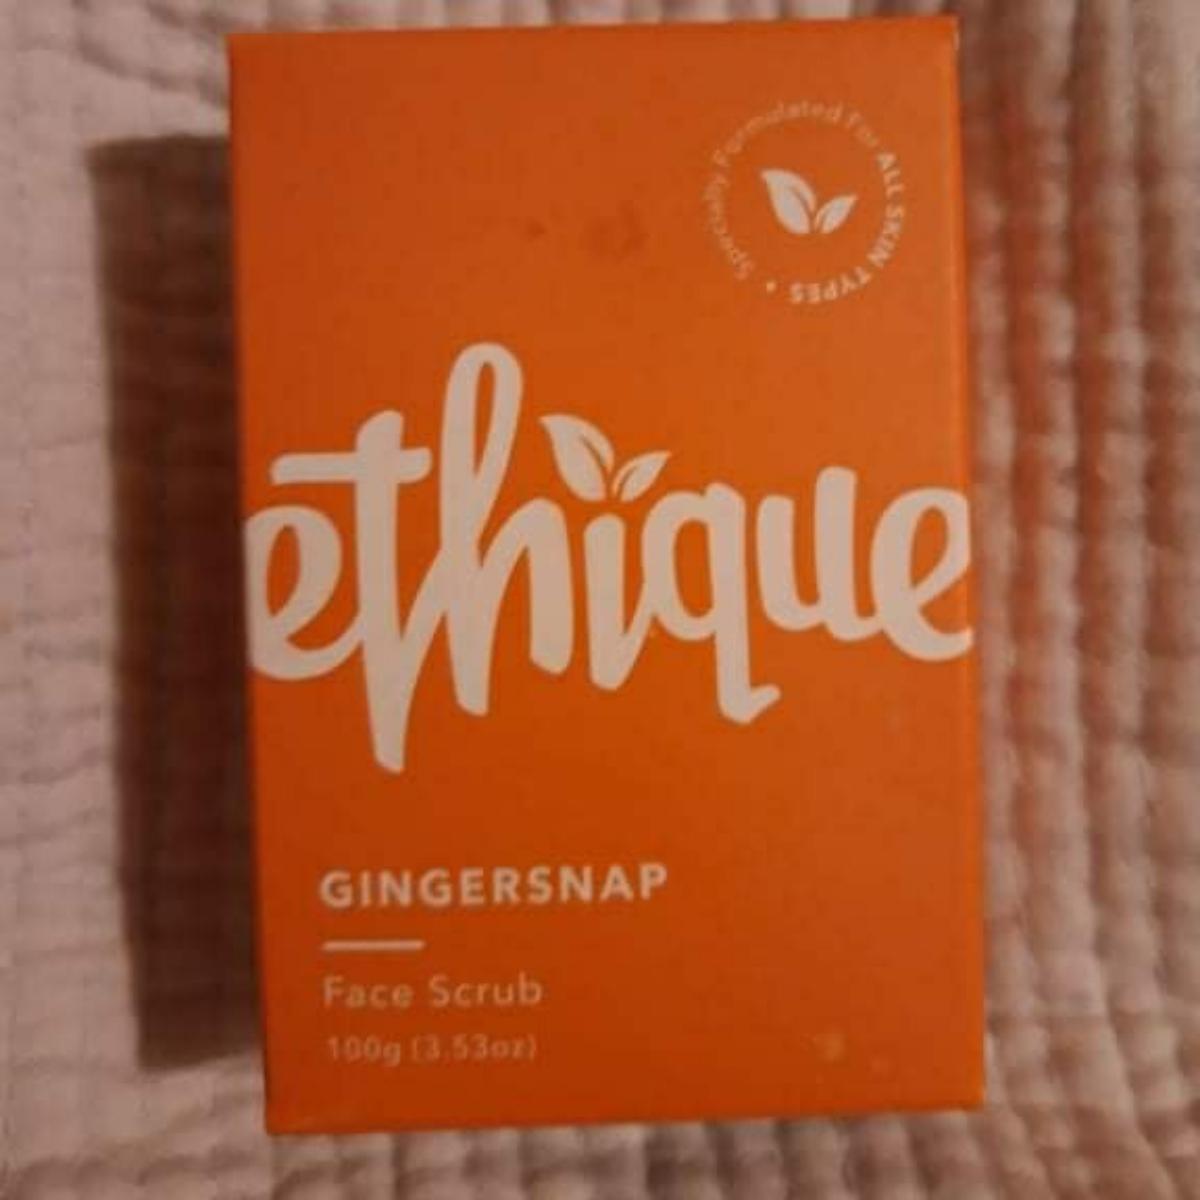 Specially Formulated For ALL SKIN TYPES •
ethique
GINGERSNAP
Face Scrub
100g (3.53oz)